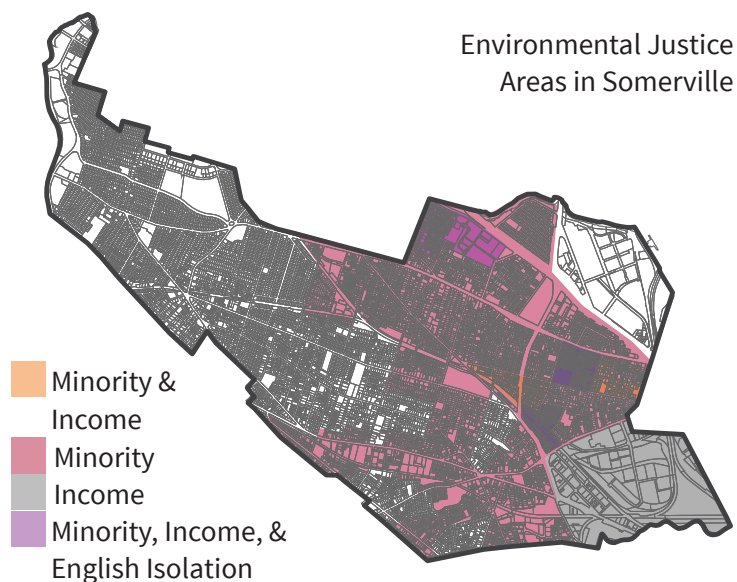 Environmental Justice
Areas in Somerville
Minority &
Income
Minority
Income
Minority, Income, &
English Isolation